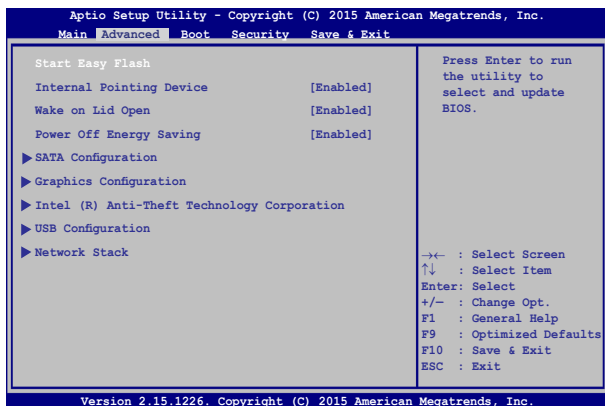 Aptio Setup Utility - Copyright (C) 2015 American Megatrends, Inc.
Main Advanced Boot Security Save & Exit
Start Easy Flash
Internal Pointing Device [Enabled]
Wake on Lid Open [Enabled]
Power Off Energy Saving [Enabled]
SATA Configuration
Graphics Configuration
Intel (R) Anti-Theft Technology Corporation
USB Configuration
Network Stack
Press Enter to run
the utility to
select and update
BIOS.
→← : Select Screen
↑↓ : Select Item
Enter: Select
+/— : Change Opt.
F1 : General Help
F9 : Optimized Defaults
F10 : Save & Exit
ESC : Exit
Version 2.15.1226. Copyright (C) 2015 American Megatrends, Inc.